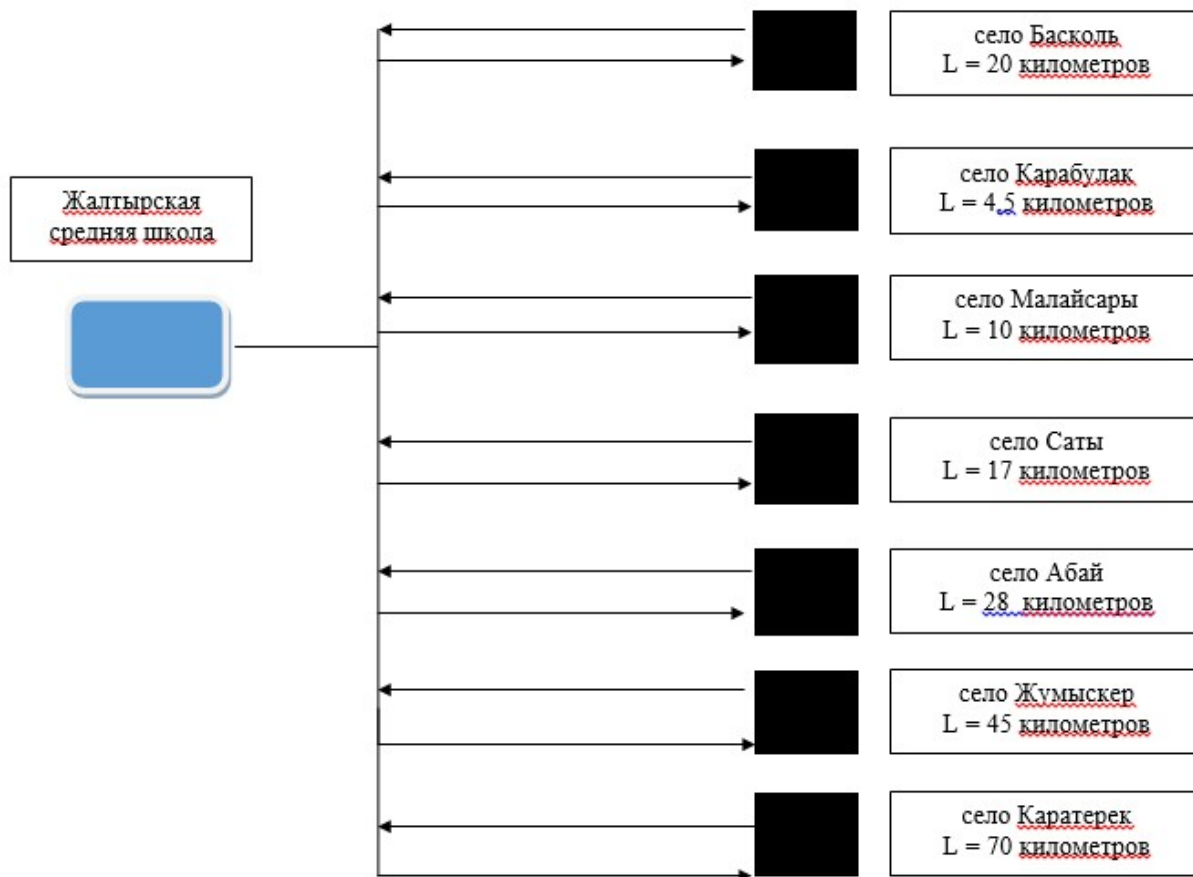 село Басколь
L = 20 километров
село Карабулак
L = 4,5 километров
Жалтырская
средняя школа
село Малайсары
L = 10 километров
село Саты
L = 17 километров
село Абай
L = 28 километров
село Жумыскер
L = 45 километров
село Каратерек
L = 70 километров